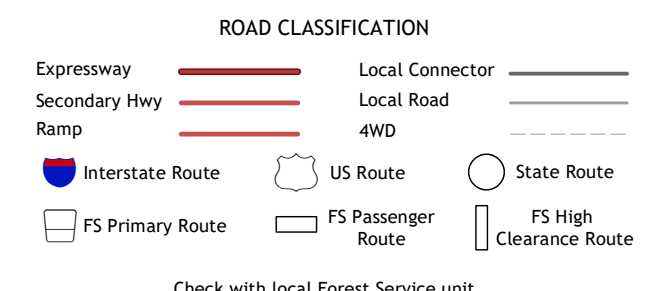 ROAD CLASSIFICATION
Expressway
Local Connector
Secondary Hwy
Local Road
Ramp
4WD
Interstate Route
US Route
State Route
FS Primary Route
FS Passenger
Route
FS High
Clearance Route
Check with local Forest Service unit